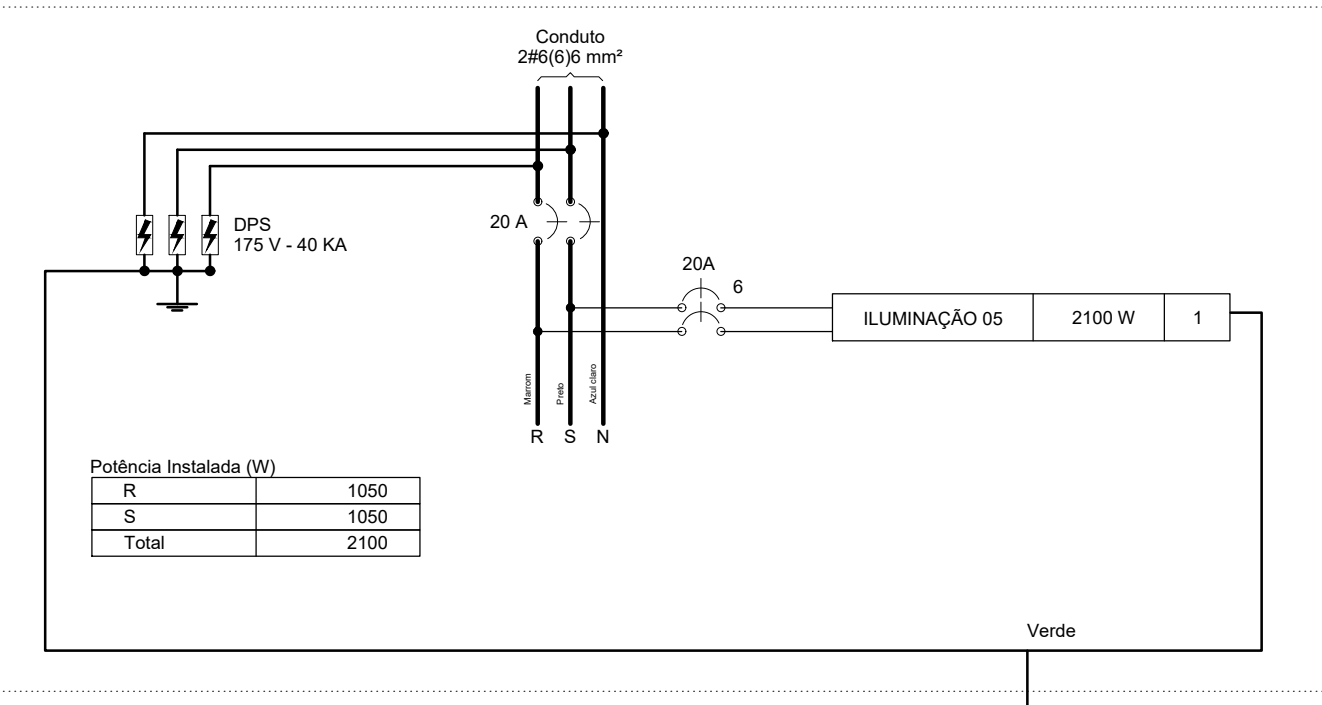 Conduto
2#6(6)6 mm²
DPS
175 V - 40 KA
20 A
20A
6
ILUMINAÇÃO 05 2100 W 1
Marrom
Preto
Azul claro
R S N
Potência Instalada (W)
R 1050
S 1050
Total 2100
Verde